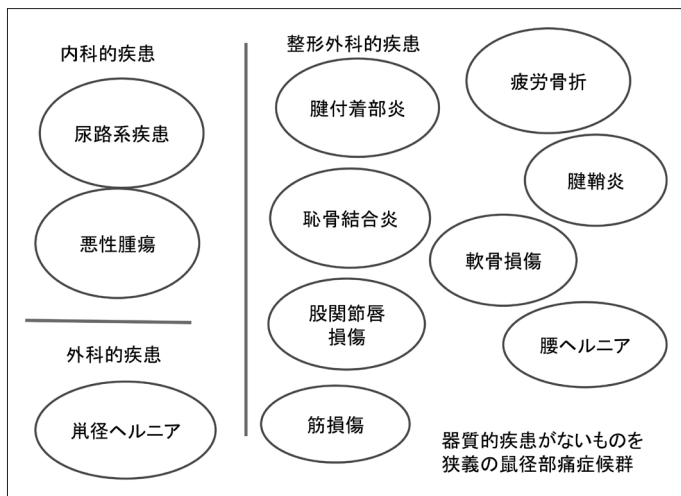 内科的疾患
尿路系疾患
悪性腫瘍
外科的疾患
鼡径ヘルニア
整形外科的疾患
腱付着部炎
恥骨結合炎
股関節唇
損傷
筋損傷
疲労骨折
腱鞘炎
軟骨損傷
腰ヘルニア
器質的疾患がないものを
狭義の鼠径部痛症候群